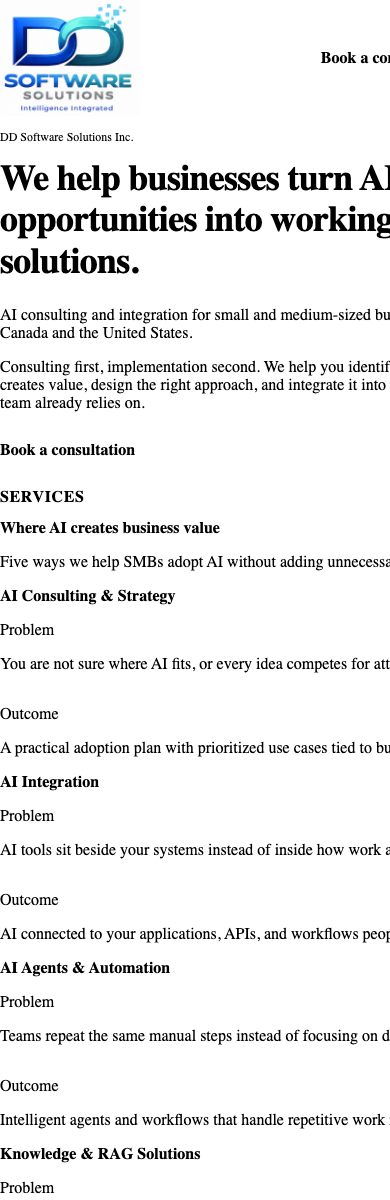 DD
SOFTWARE
SOLUTIONS
Intelligence Integrated
Book a
DD Software Solutions Inc.
We help businesses turn AI
opportunities into working
solutions.
AI consulting and integration for small and medium-sized
Canada and the United States.
Consulting first, implementation second. We help you
creates value, design the right approach, and integrate it into
team already relies on.
Book a consultation
SERVICES
Where AI creates business value
Five ways we help SMBs adopt AI without adding
AI Consulting & Strategy
Problem
You are not sure where AI fits, or every idea competes for
Outcome
A practical adoption plan with prioritized use cases tied to
AI Integration
Problem
AI tools sit beside your systems instead of inside how work
Outcome
AI connected to your applications, APIs, and workflows
AI Agents & Automation
Problem
Teams repeat the same manual steps instead of focusing on
Outcome
Intelligent agents and workflows that handle repetitive work
Knowledge & RAG Solutions
Problem